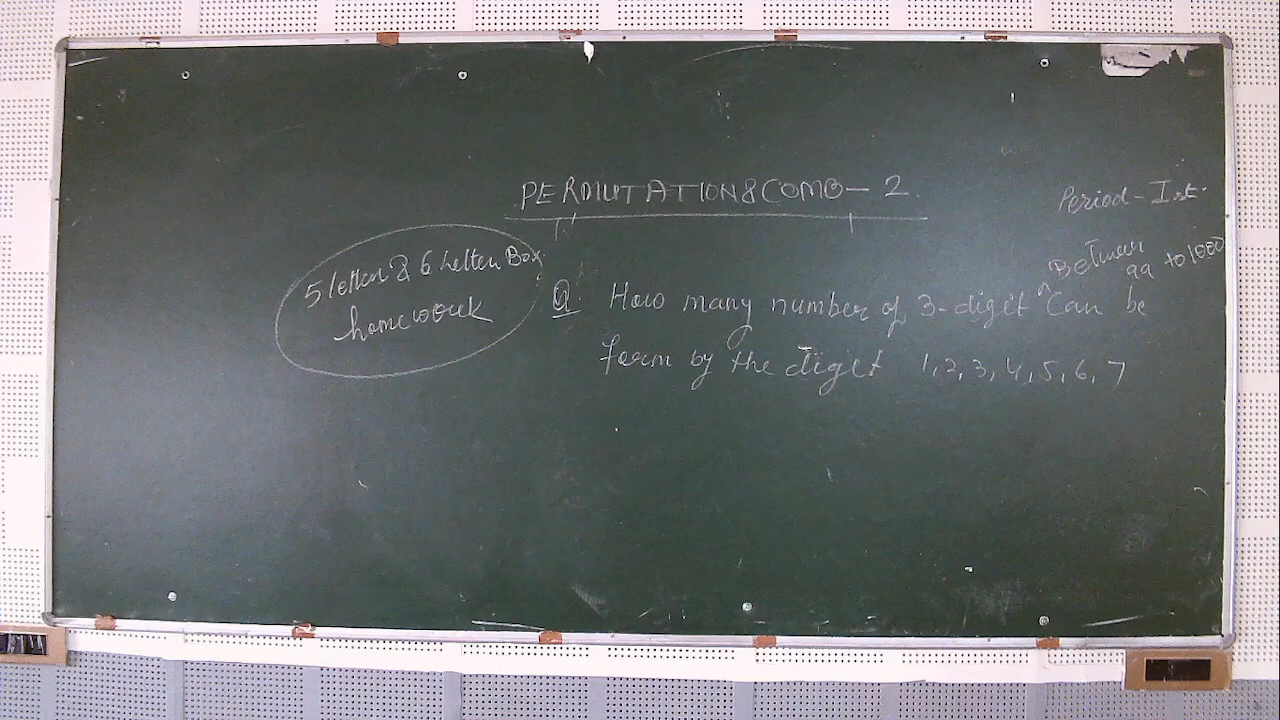 PERMUTATION & COMB - 2.
Period - Ist.
5 letter & 6 letter Box
homework
Between
99 to 1000
Q. How many number of 3-digit ^ Can be
form by the digit 1, 2, 3, 4, 5, 6, 7